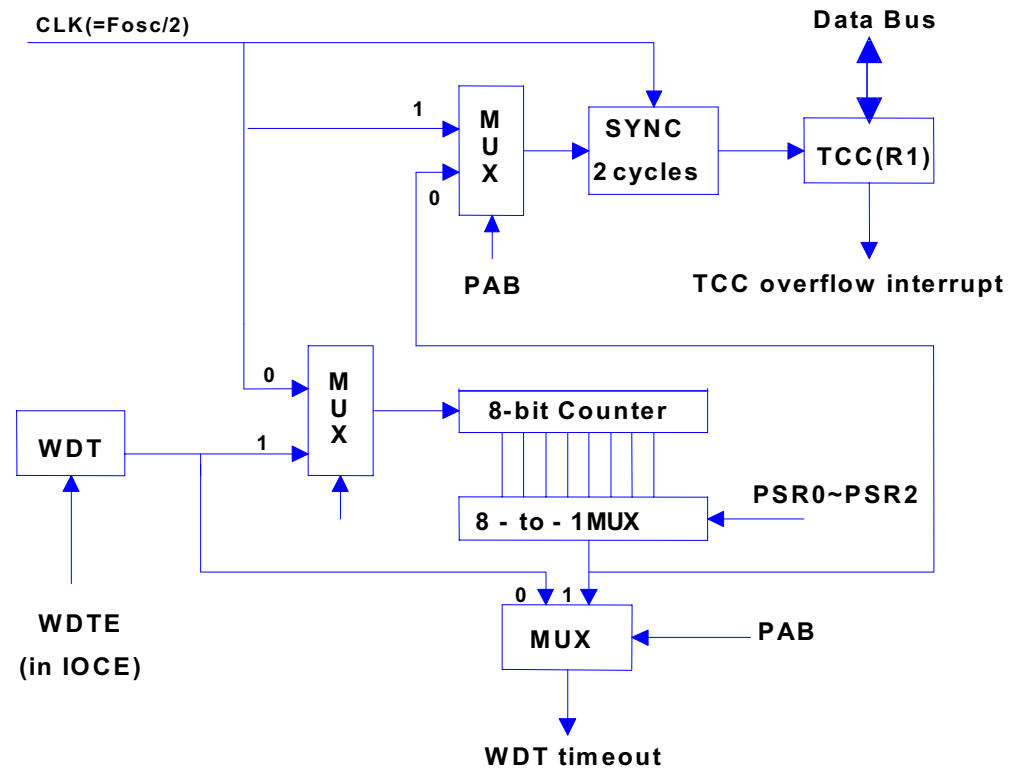 CLK(=Fosc/2)
Data Bus
1
MUX
SYNC
2 cycles
TCC(R1)
0
PAB
TCC overflow interrupt
0
MUX
8-bit Counter
WDT
1
PSR0~PSR2
8 - to - 1MUX
0 1
WDTE
(in IOCE)
MUX
PAB
WDT timeout